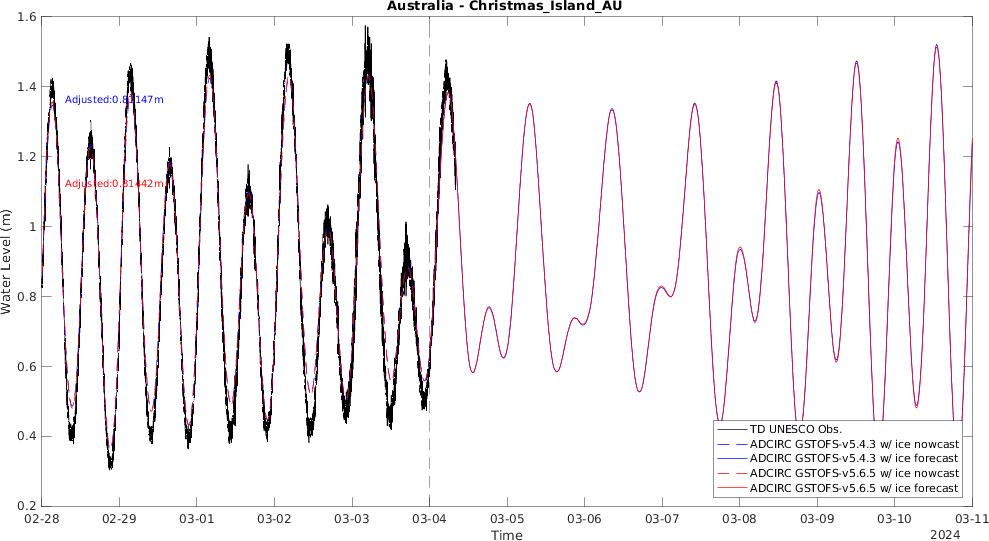 Australia - Christmas_Island_AU
Water Level (m)
1.6
1.4
1.2
1
0.8
0.6
0.4
0.2
Adjusted:0.81147m
Adjusted:0.81442m
TD UNESCO Obs.
ADCIRC GSTOFS-v5.4.3 w/ ice nowcast
ADCIRC GSTOFS-v5.4.3 w/ ice forecast
ADCIRC GSTOFS-v5.6.5 w/ ice nowcast
ADCIRC GSTOFS-v5.6.5 w/ ice forecast
02-28 02-29 03-01 03-02 03-03 03-04 03-05 03-06 03-07 03-08 03-09 03-10 03-11
Time
2024